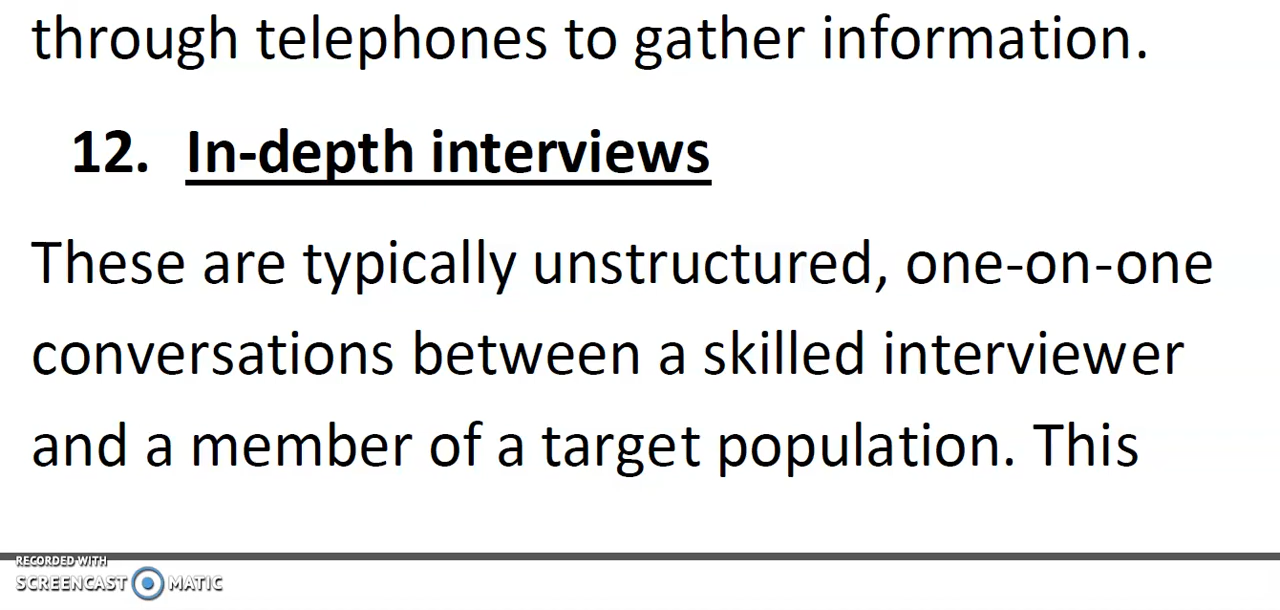 through telephones to gather information.
12. In-depth interviews
These are typically unstructured, one-on-one
conversations between a skilled interviewer
and a member of a target population. This
RECORDED WITH
SCREENCAST MATIC